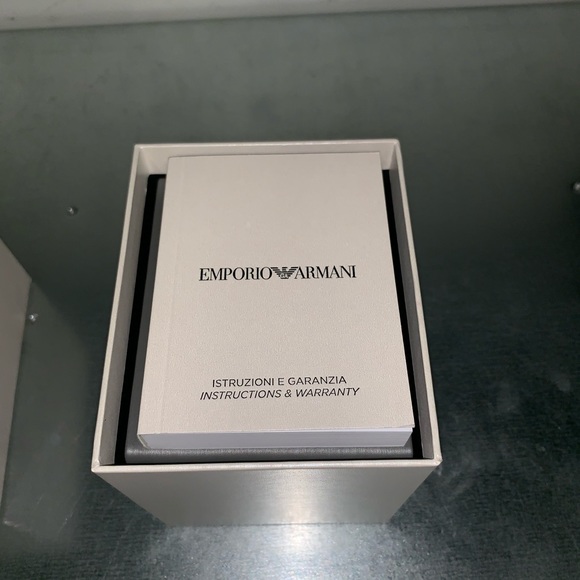 EMPORIO ARMANI
ISTRUZIONI E GARANZIA
INSTRUCTIONS & WARRANTY